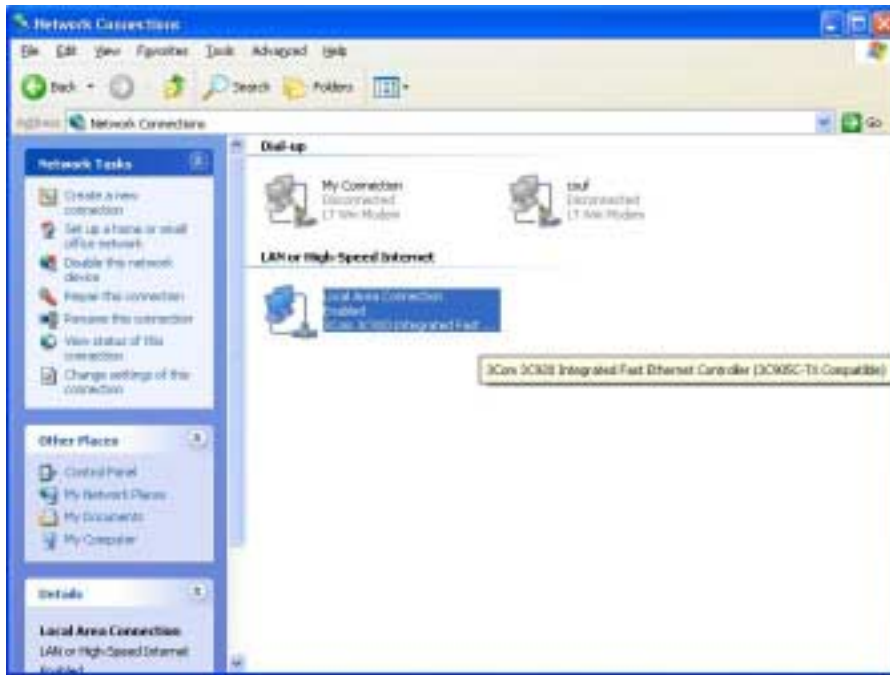 Network Connections
File Edit View Favorites Tools Advanced Help
Back Search Folders
Address Network Connections Go
Network Tasks
Create a new connection
Set up a home or small office network
Disable this network device
Repair this connection
Rename this connection
View status of this connection
Change settings of this connection
Other Places
Control Panel
My Network Places
My Documents
My Computer
Details
Local Area Connection
LAN or High-Speed Internet
Enabled
Dial-up
My Connection
Disconnected
LT Win Modem
Disconnected
LT Win Modem
LAN or High-Speed Internet
Local Area Connection
Enabled
3Com 3C920 Integrated Fast
3Com 3C920 Integrated Fast Ethernet Controller (3C905C-TX Compatible)